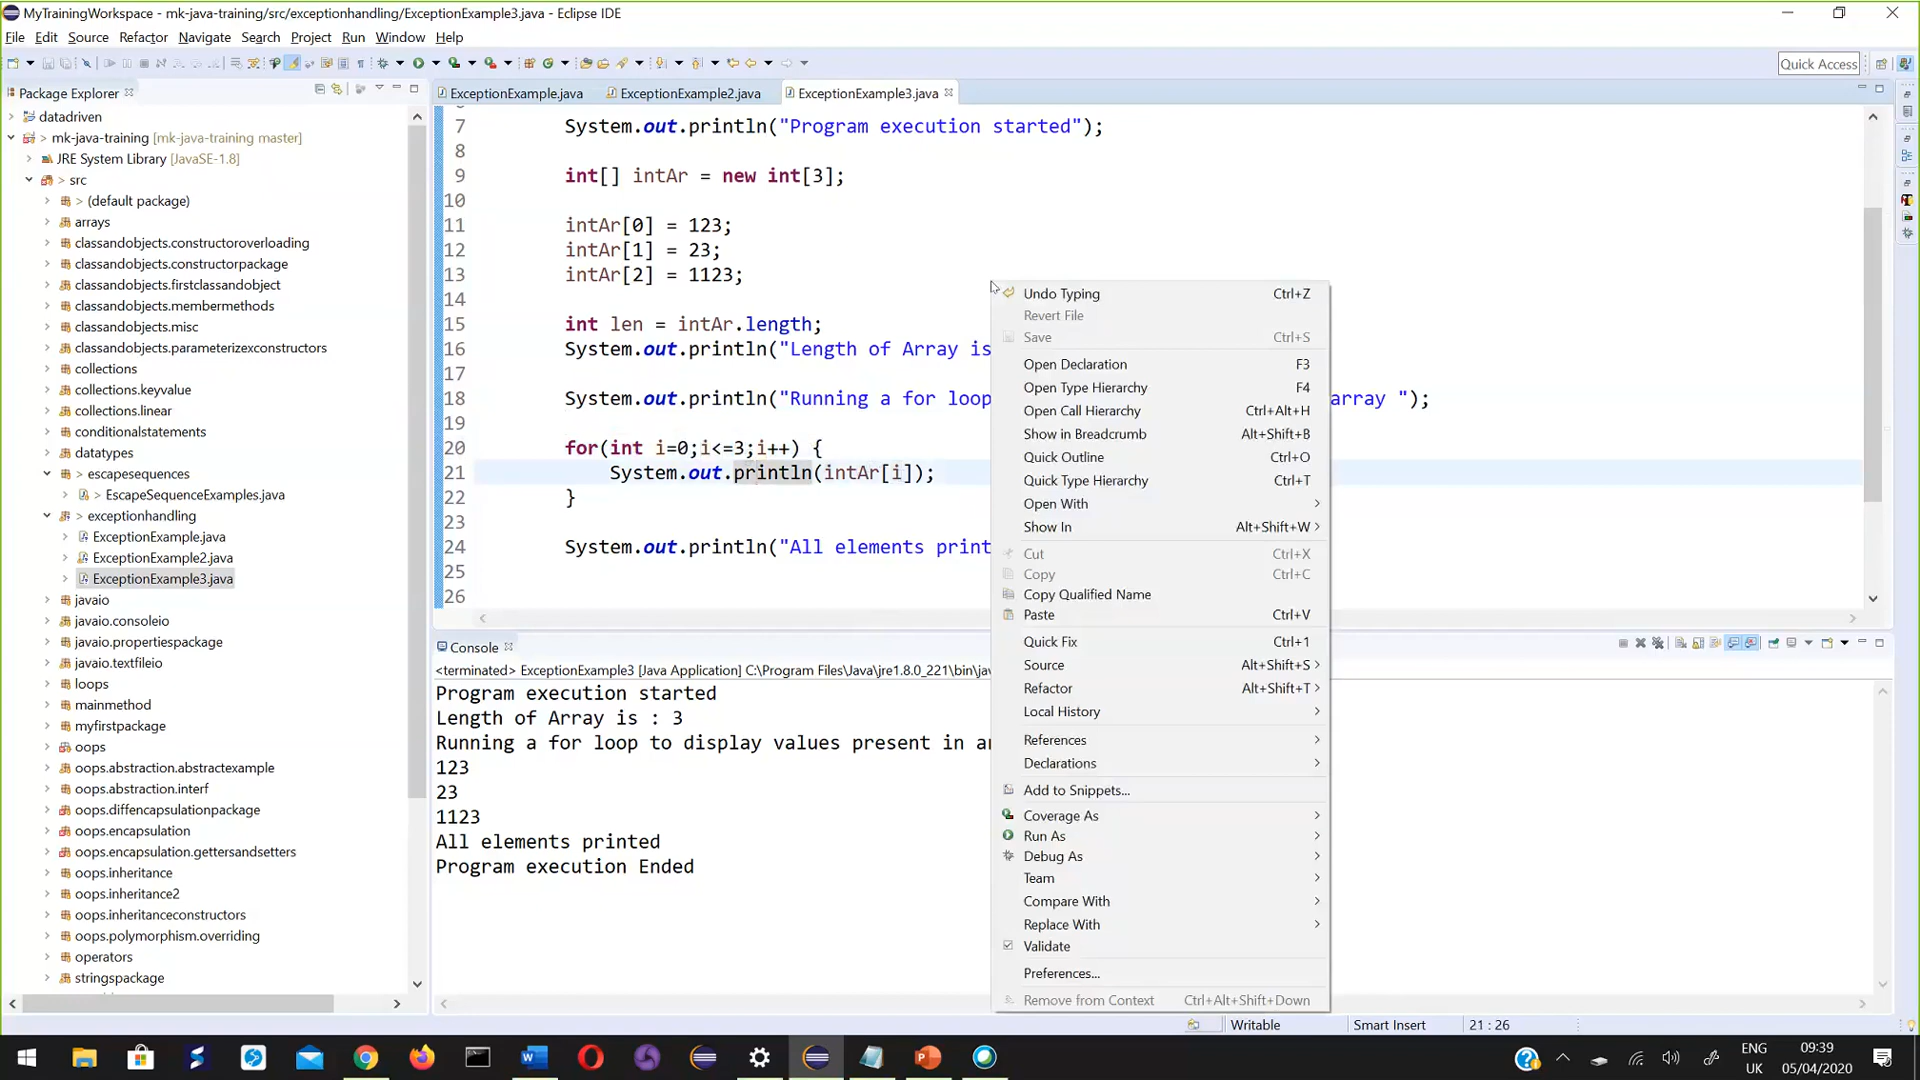 MyTrainingWorkspace - mk-java-training/src/exceptionhandling/ExceptionExample3.java - Eclipse IDE
File Edit Source Refactor Navigate Search Project Run Window Help
Quick Access
Package Explorer
datadriven
> mk-java-training [mk-java-training master]
JRE System Library [JavaSE-1.8]
> src
> (default package)
arrays
classandobjects.constructoroverloading
classandobjects.constructorpackage
classandobjects.firstclassandobject
classandobjects.membermethods
classandobjects.misc
classandobjects.parameterizexconstructors
collections
collections.keyvalue
collections.linear
conditionalstatements
datatypes
> escapesequences
> EscapeSequenceExamples.java
> exceptionhandling
ExceptionExample.java
ExceptionExample2.java
ExceptionExample3.java
javaio
javaio.consoleio
javaio.propertiespackage
javaio.textfileio
loops
mainmethod
myfirstpackage
oops
oops.abstraction.abstractexample
oops.abstraction.interf
oops.diffencapsulationpackage
oops.encapsulation
oops.encapsulation.gettersandsetters
oops.inheritance
oops.inheritance2
oops.inheritanceconstructors
oops.polymorphism.overriding
operators
stringspackage
ExceptionExample.java ExceptionExample2.java ExceptionExample3.java
7 System.out.println("Program execution started");
8
9 int[] intAr = new int[3];
10
11 intAr[0] = 123;
12 intAr[1] = 23;
13 intAr[2] = 1123;
14
15 int len = intAr.length;
16 System.out.println("Length of Array is
17
18 System.out.println("Running a for loop array ");
19
20 for(int i=0;i<=3;i++) {
21 System.out.println(intAr[i]);
22 }
23
24 System.out.println("All elements print
25
26
Undo Typing Ctrl+Z
Revert File
Save Ctrl+S
Open Declaration F3
Open Type Hierarchy F4
Open Call Hierarchy Ctrl+Alt+H
Show in Breadcrumb Alt+Shift+B
Quick Outline Ctrl+O
Quick Type Hierarchy Ctrl+T
Open With
Show In Alt+Shift+W
Cut Ctrl+X
Copy Ctrl+C
Copy Qualified Name
Paste Ctrl+V
Quick Fix Ctrl+1
Source Alt+Shift+S
Refactor Alt+Shift+T
Local History
References
Declarations
Add to Snippets...
Coverage As
Run As
Debug As
Team
Compare With
Replace With
Validate
Preferences...
Remove from Context Ctrl+Alt+Shift+Down
Console
<terminated> ExceptionExample3 [Java Application] C:\Program Files\Java\jre1.8.0_221\bin\jav
Program execution started
Length of Array is : 3
Running a for loop to display values present in ar
123
23
1123
All elements printed
Program execution Ended
Writable Smart Insert 21 : 26
ENG
UK
09:39
05/04/2020